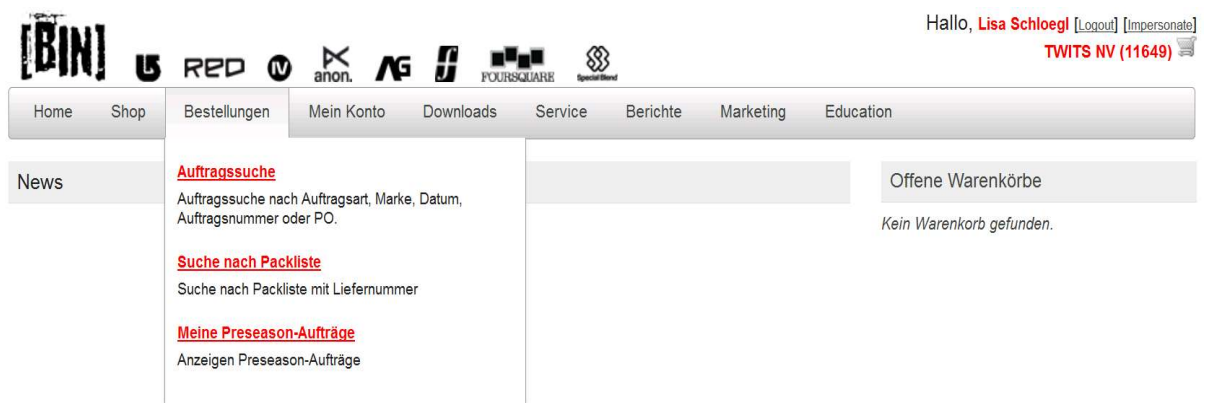 Hallo, Lisa Schloegl [Logout] [Impersonate]
[BIN] RED anon. AG FOURSQUARE Special Blend
TWITS NV (11649)
Home Shop Bestellungen Mein Konto Downloads Service Berichte Marketing Education
News
Auftragssuche
Auftragssuche nach Auftragsart, Marke, Datum,
Auftragsnummer oder PO.
Suche nach Packliste
Suche nach Packliste mit Liefernummer
Meine Preseason-Aufträge
Anzeigen Preseason-Aufträge
Offene Warenkörbe
Kein Warenkorb gefunden.